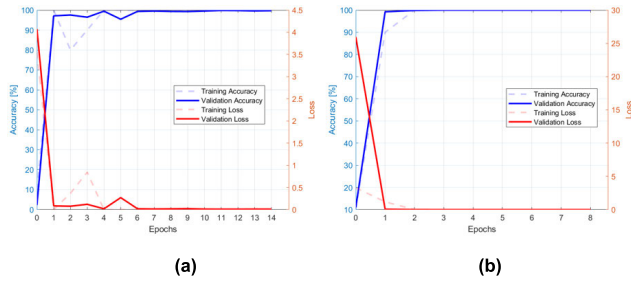 100
90
80
70
60
50
40
30
20
10
0
Accuracy [%]
4.5
4
3.5
3
2.5
2
1.5
1
0.5
0
Loss
Training Accuracy
Validation Accuracy
Training Loss
Validation Loss
0 1 2 3 4 5 6 7 8 9 10 11 12 13 14
Epochs
(a)
100
90
80
70
60
50
40
30
20
10
Accuracy [%]
30
25
20
15
10
5
0
Loss
Training Accuracy
Validation Accuracy
Training Loss
Validation Loss
0 1 2 3 4 5 6 7 8
Epochs
(b)